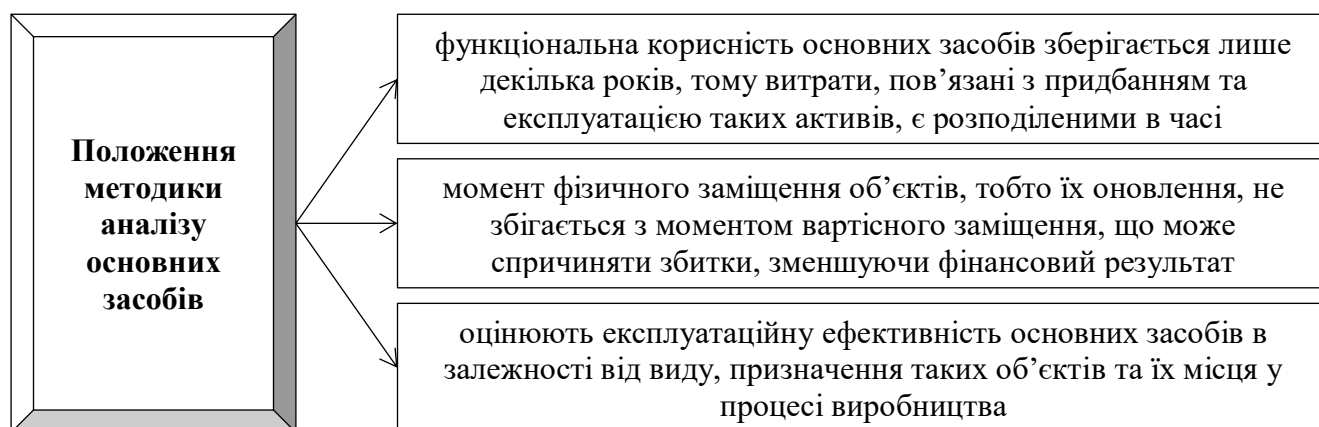 Положення
методики
аналізу
основних
засобів
функціональна корисність основних засобів зберігається лише
декілька років, тому витрати, пов’язані з придбанням та
експлуатацією таких активів, є розподіленими в часі
момент фізичного заміщення об’єктів, тобто їх оновлення, не
збігається з моментом вартісного заміщення, що може
спричиняти збитки, зменшуючи фінансовий результат
оцінюють експлуатаційну ефективність основних засобів в
залежності від виду, призначення таких об’єктів та їх місця у
процесі виробництва